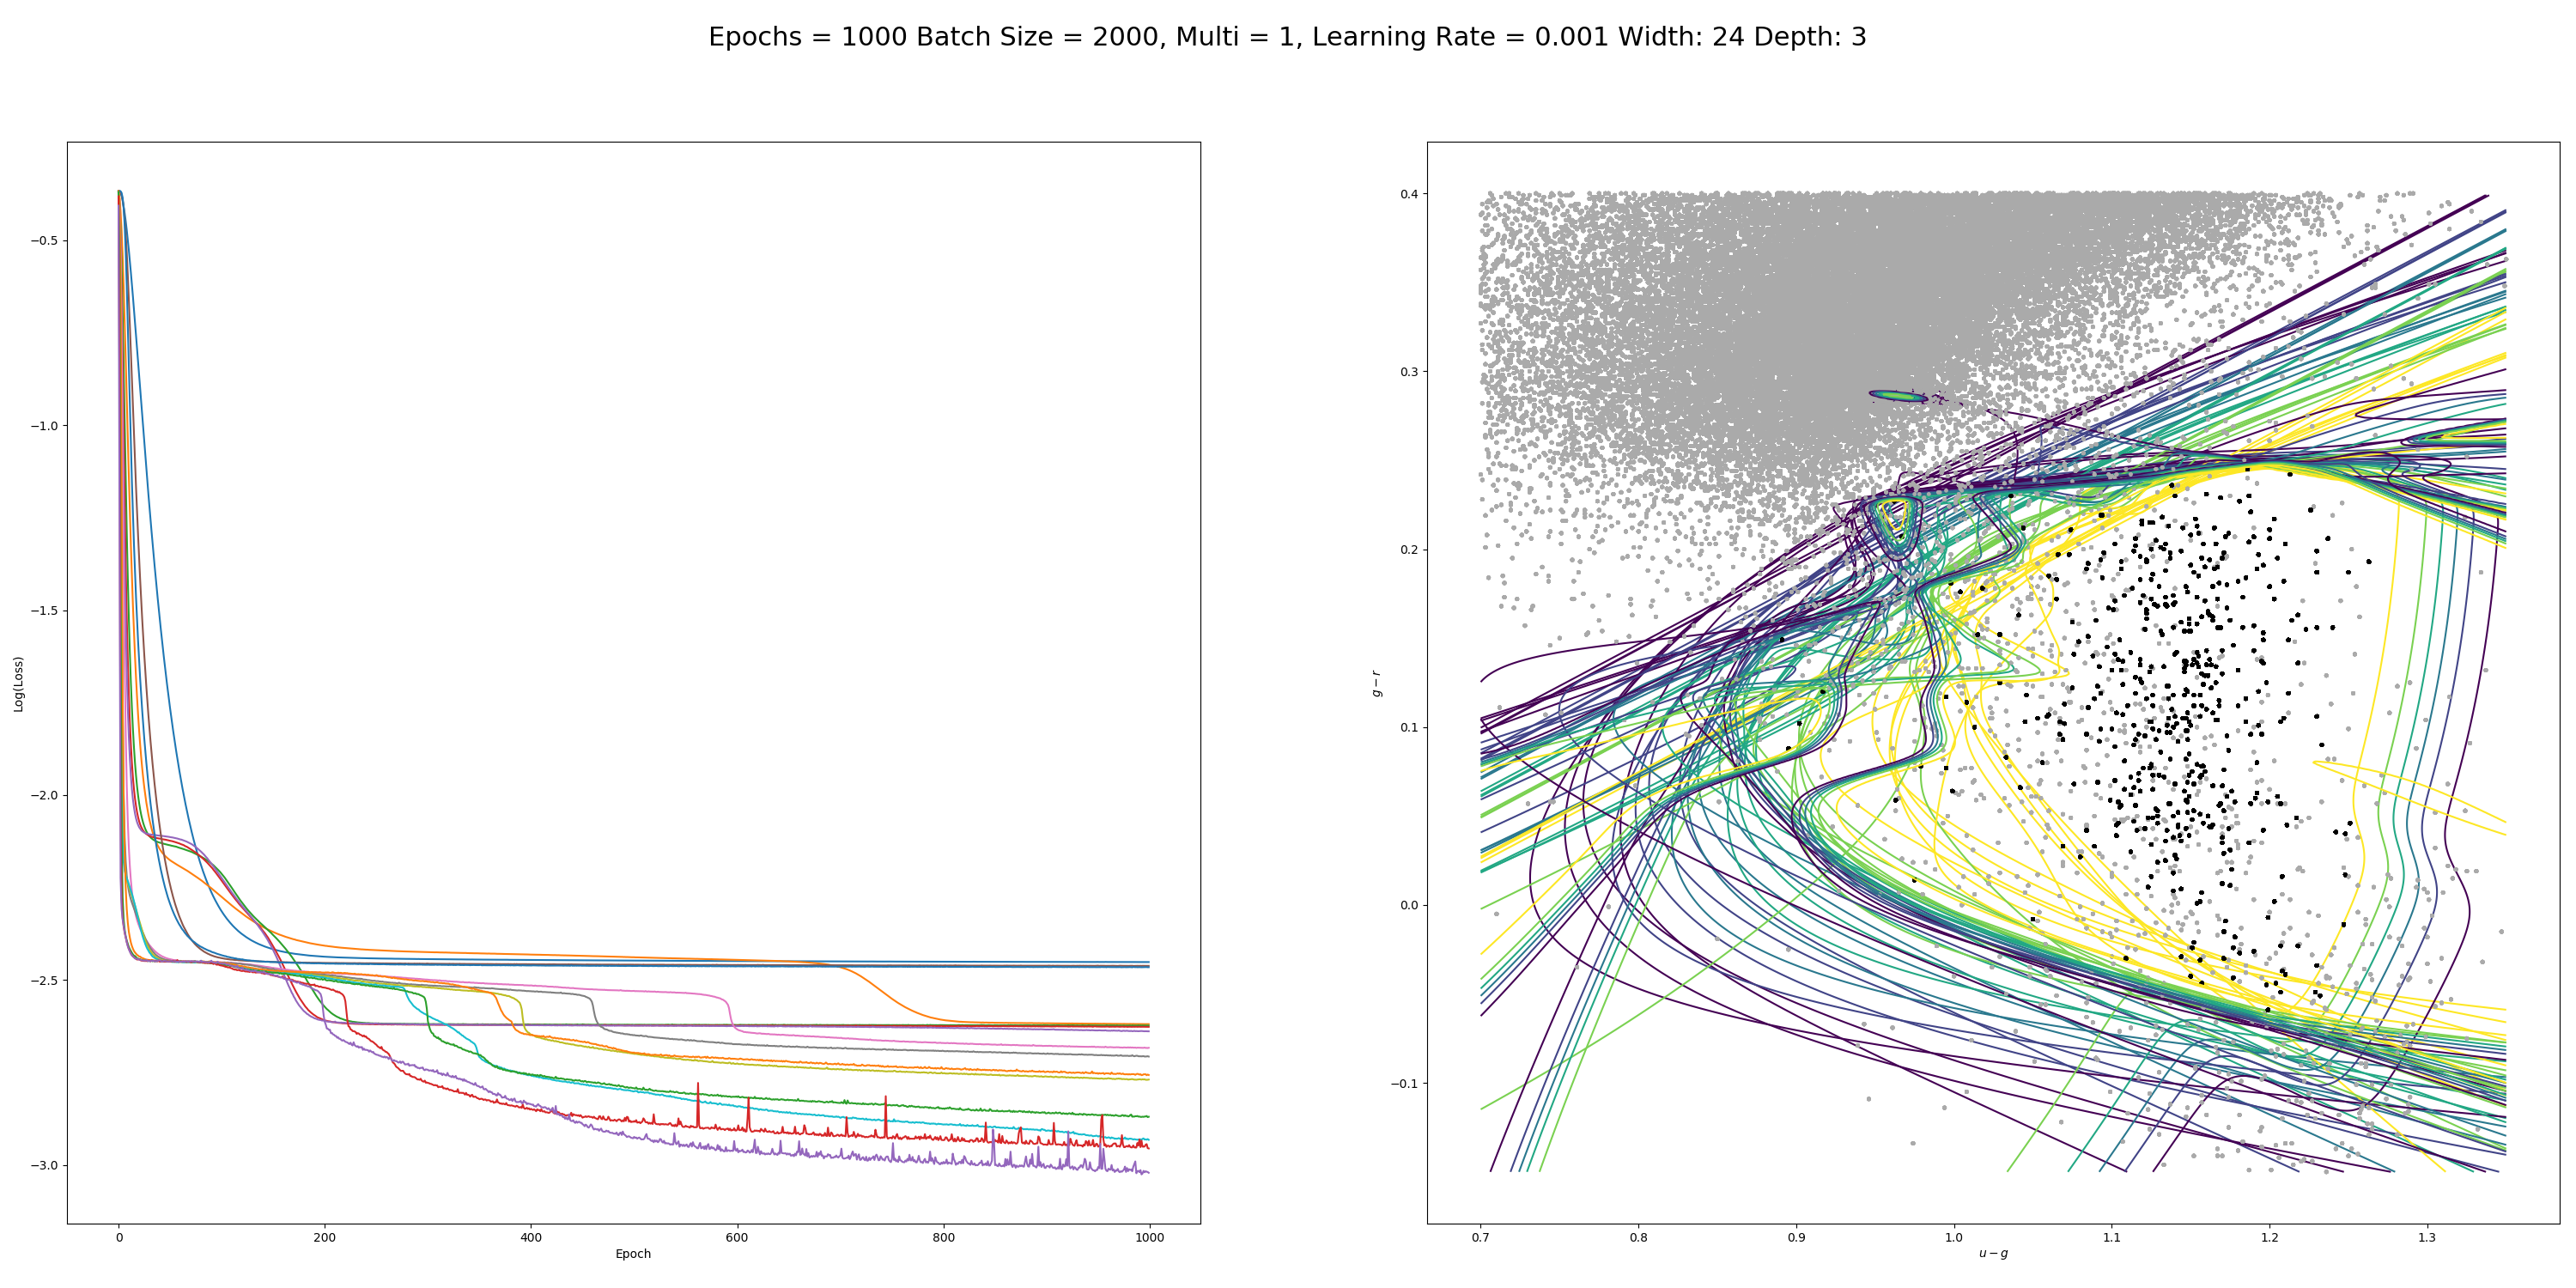 Epochs = 1000 Batch Size = 2000, Multi = 1, Learning Rate = 0.001 Width: 24 Depth: 3
−0.5
−1.0
−1.5
−2.0
−2.5
−3.0
Log(Loss)
0 200 400 600 800 1000
Epoch
0.4
0.3
0.2
0.1
0.0
−0.1
g − r
0.7 0.8 0.9 1.0 1.1 1.2 1.3
u − g